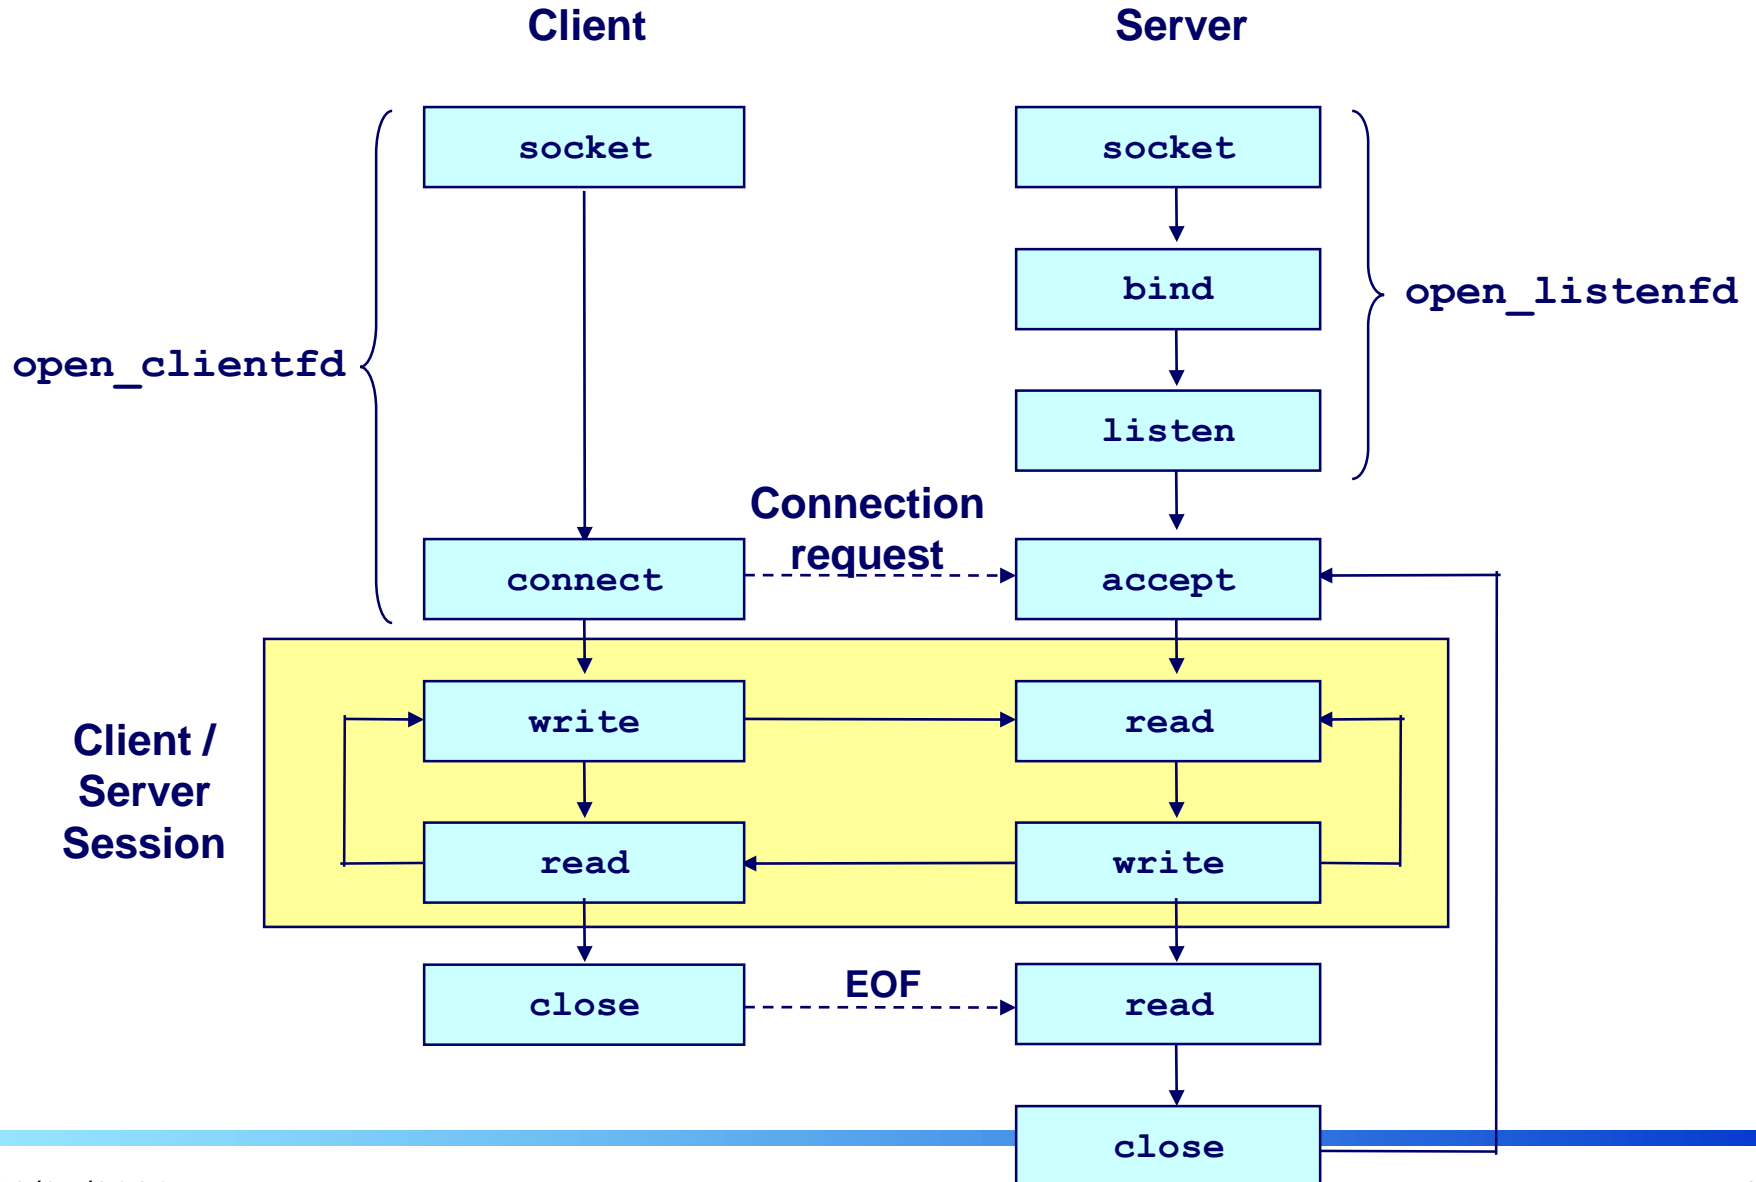 Client
Server
socket
socket
bind
open_listenfd
open_clientfd
listen
Connection
request
connect
accept
Client /
Server
Session
write
read
read
write
close
EOF
read
close